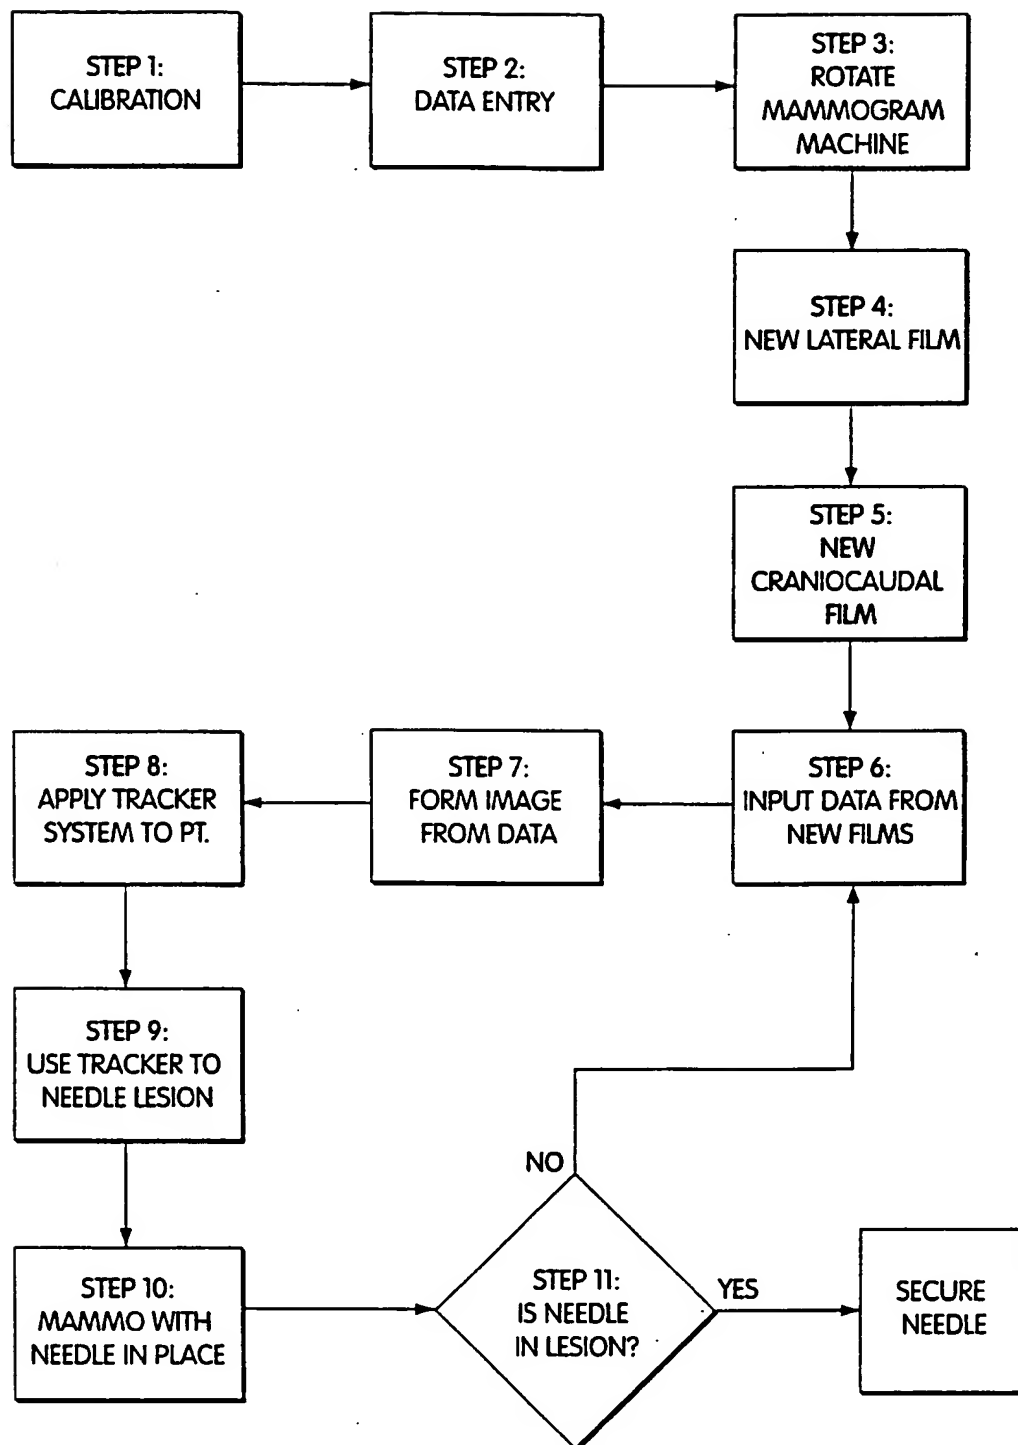 STEP 1:
CALIBRATION
STEP 2:
DATA ENTRY
STEP 3:
ROTATE
MAMMOGRAM
MACHINE
STEP 4:
NEW LATERAL FILM
STEP 5:
NEW
CRANIOCAUDAL
FILM
STEP 6:
INPUT DATA FROM
NEW FILMS
STEP 7:
FORM IMAGE
FROM DATA
STEP 8:
APPLY TRACKER
SYSTEM TO PT.
STEP 9:
USE TRACKER TO
NEEDLE LESION
STEP 10:
MAMMO WITH
NEEDLE IN PLACE
STEP 11:
IS NEEDLE
IN LESION?
NO
YES
SECURE
NEEDLE